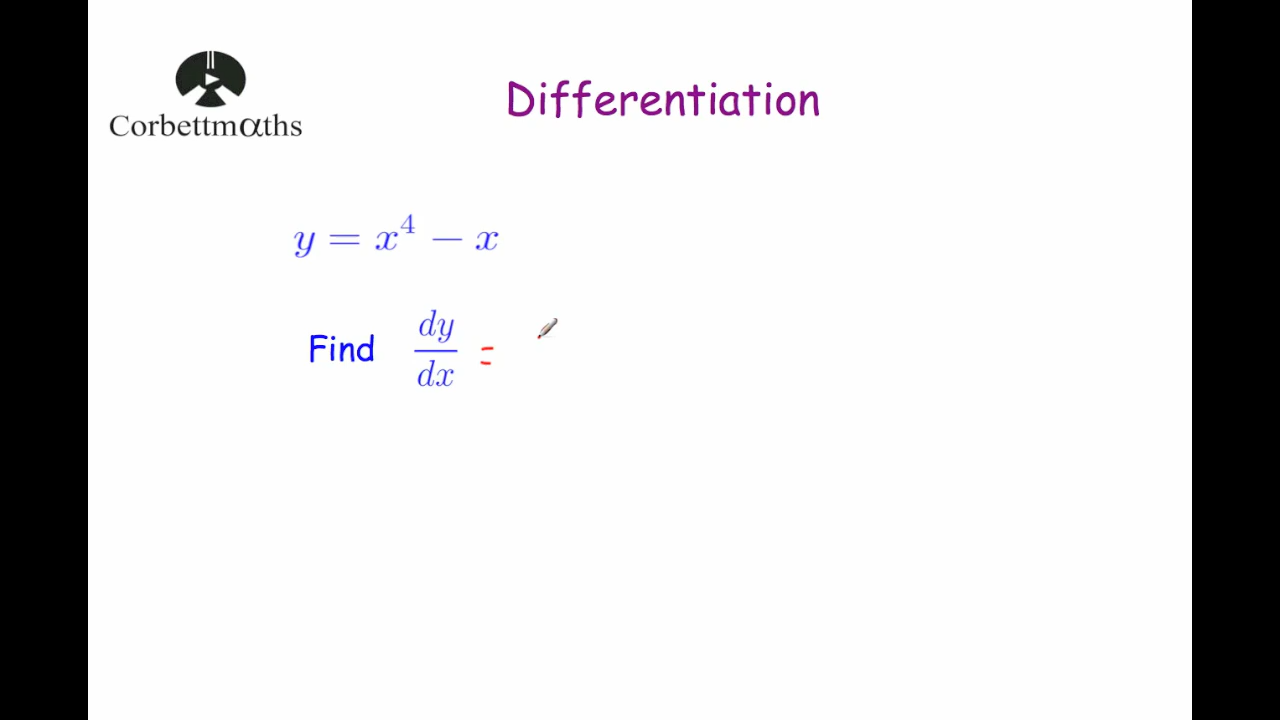 Corbettmαths
Differentiation
y = x⁴ − x
Find dy/dx =